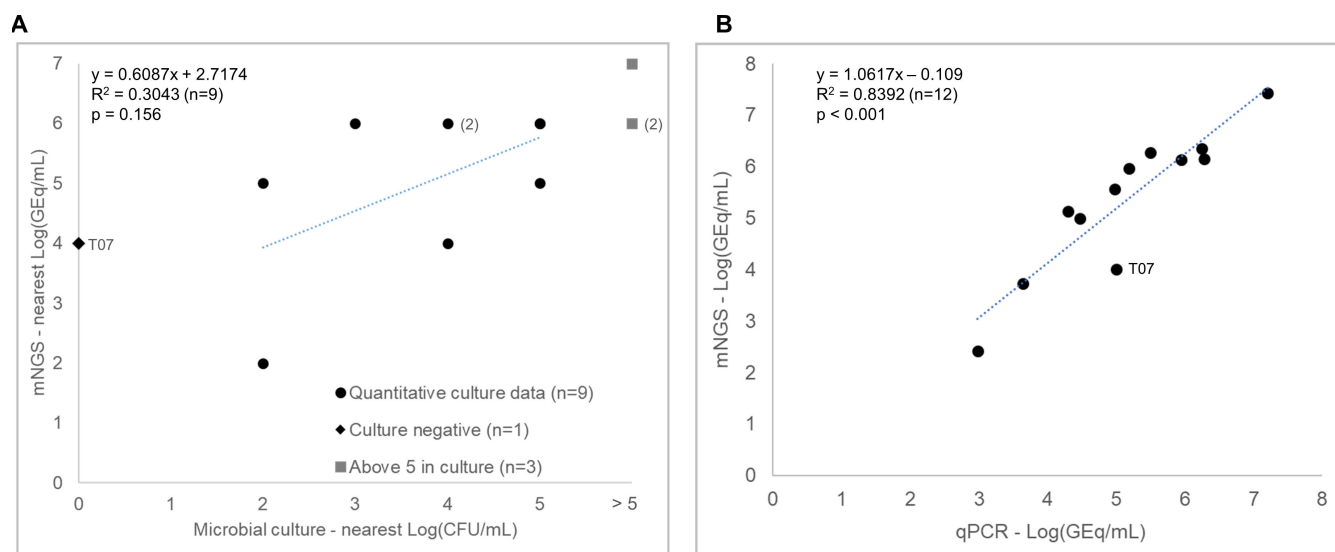 A
y = 0.6087x + 2.7174
R² = 0.3043 (n=9)
p = 0.156
7
6
5
4
3
2
1
0
mNGS - nearest Log(GEq/mL)
(2)
(2)
T07
Quantitative culture data (n=9)
Culture negative (n=1)
Above 5 in culture (n=3)
0 1 2 3 4 5 > 5
Microbial culture - nearest Log(CFU/mL)
B
y = 1.0617x – 0.109
R² = 0.8392 (n=12)
p < 0.001
8
7
6
5
4
3
2
1
0
mNGS - Log(GEq/mL)
T07
0 1 2 3 4 5 6 7 8
qPCR - Log(GEq/mL)